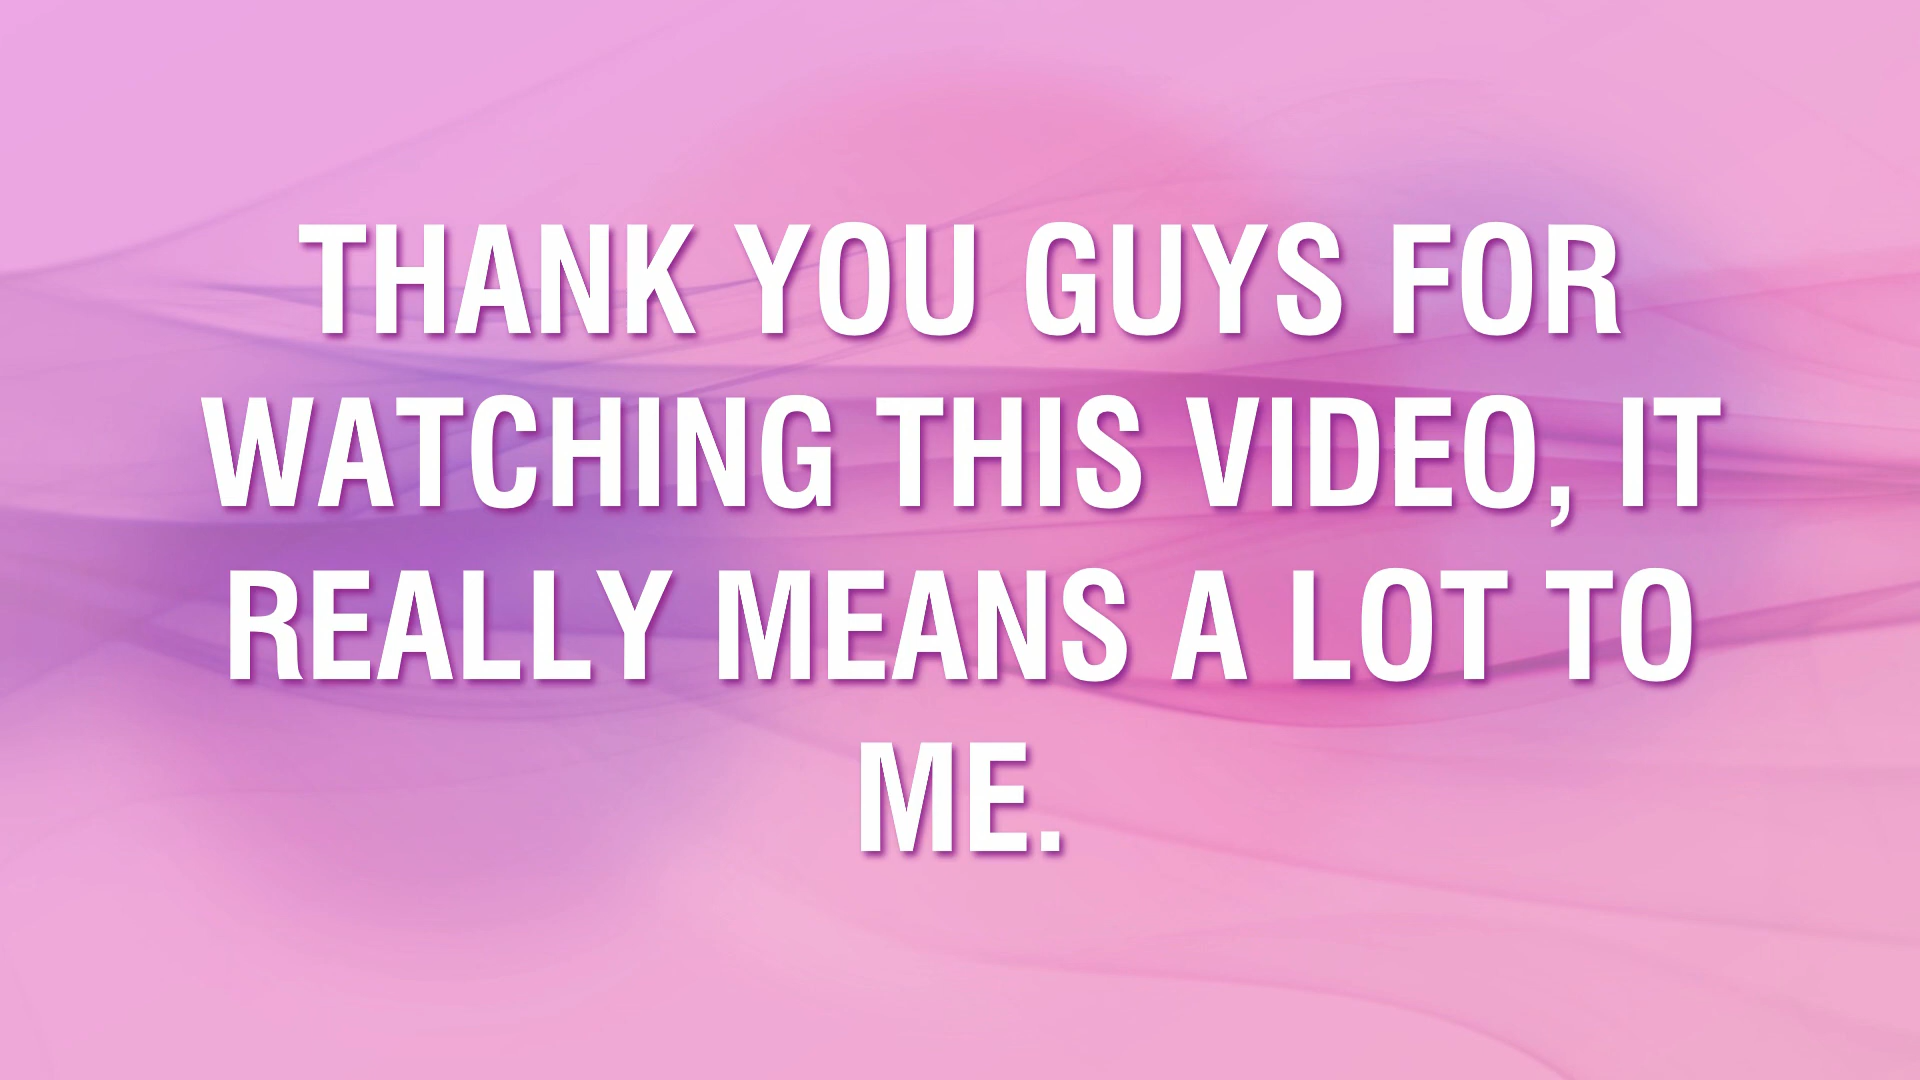 THANK YOU GUYS FOR
WATCHING THIS VIDEO, IT
REALLY MEANS A LOT TO
ME.